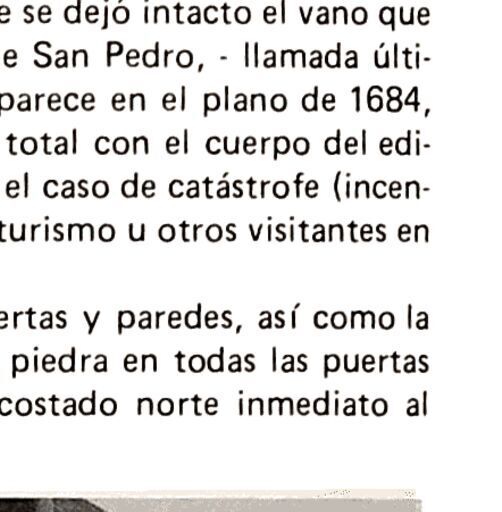 e se dejó intacto el vano que
e San Pedro, - llamada últi-
parece en el plano de 1684,
total con el cuerpo del edi-
el caso de catástrofe (incen-
turismo u otros visitantes en
ertas y paredes, así como la
piedra en todas las puertas
costado norte inmediato al